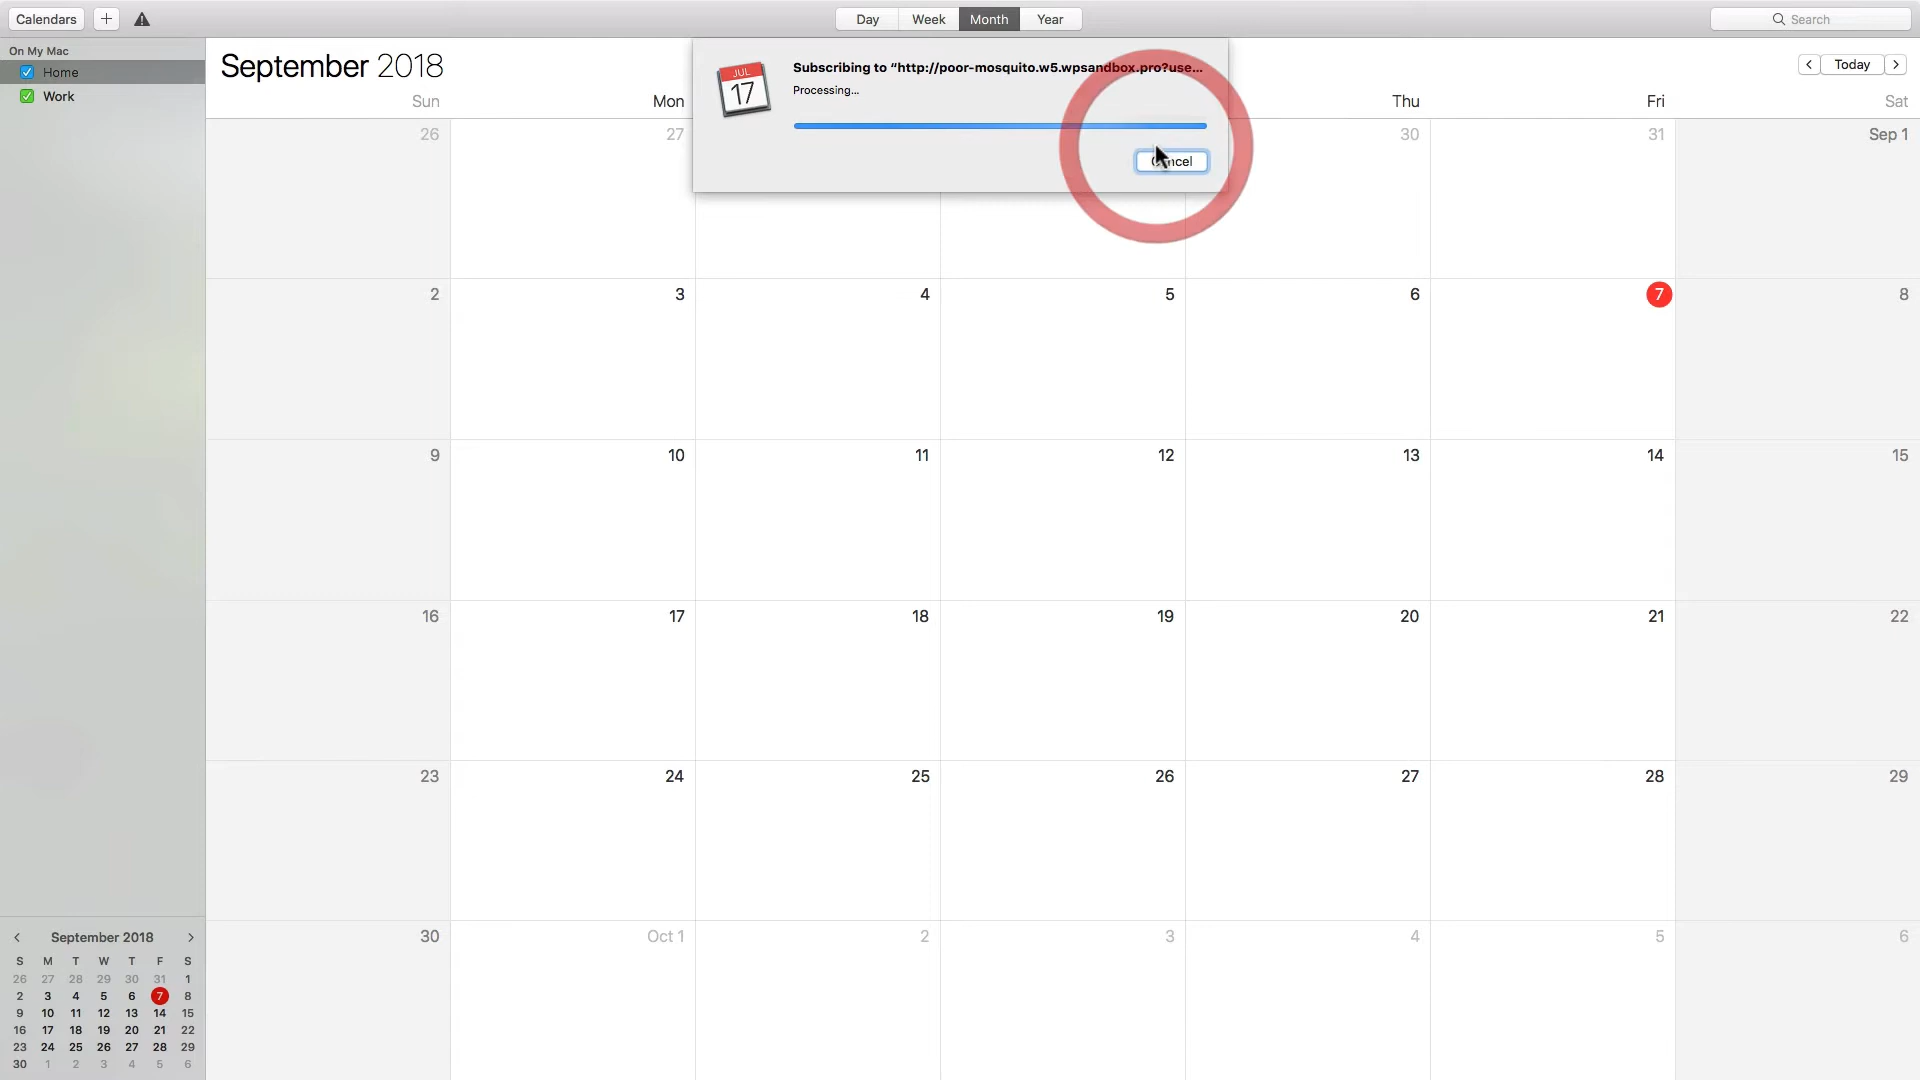 Calendars
Day Week Month Year
Search
On My Mac
Home
Work
September 2018
Today
Sun Mon Thu Fri Sat
JUL
17
Subscribing to “http://poor-mosquito.w5.wpsandbox.pro?use...
Processing...
26 27 30 31 Sep 1
2 3 4 5 6 7 8
9 10 11 12 13 14 15
16 17 18 19 20 21 22
23 24 25 26 27 28 29
30 Oct 1 2 3 4 5 6
September 2018
S M T W T F S
26 27 28 29 30 31 1
2 3 4 5 6 7 8
9 10 11 12 13 14 15
16 17 18 19 20 21 22
23 24 25 26 27 28 29
30 1 2 3 4 5 6